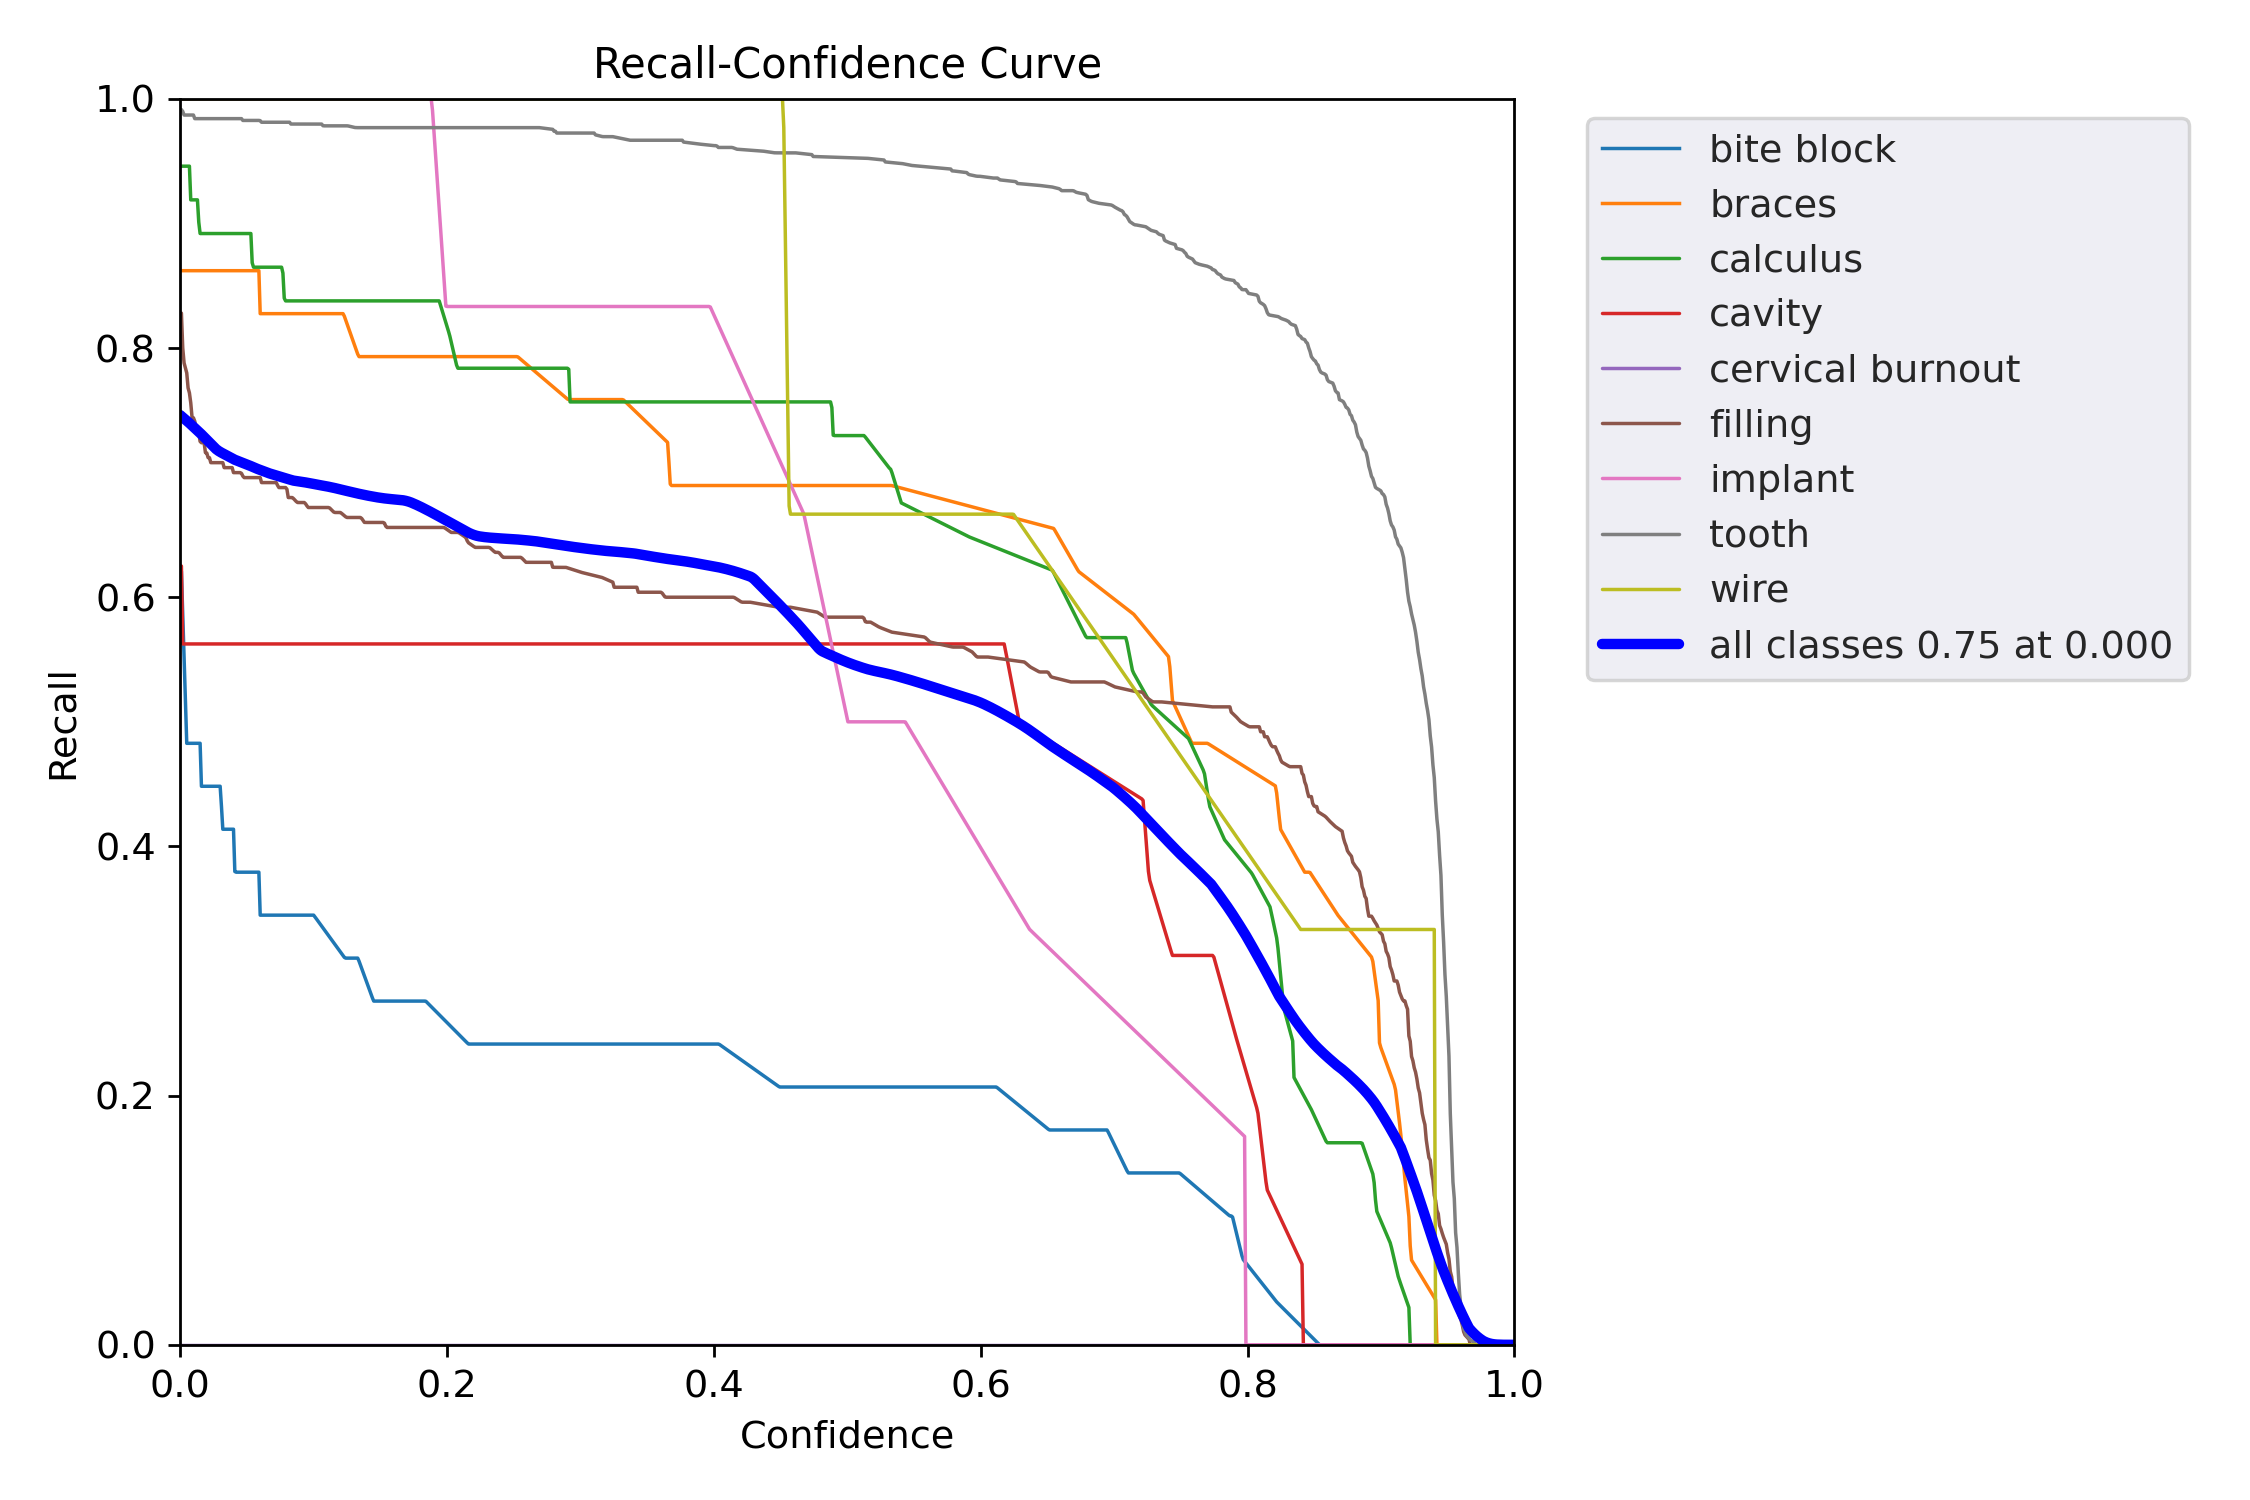 Recall-Confidence Curve
1.0
0.8
0.6
0.4
0.2
0.0
Recall
0.0 0.2 0.4 0.6 0.8 1.0
Confidence
bite block
braces
calculus
cavity
cervical burnout
filling
implant
tooth
wire
all classes 0.75 at 0.000